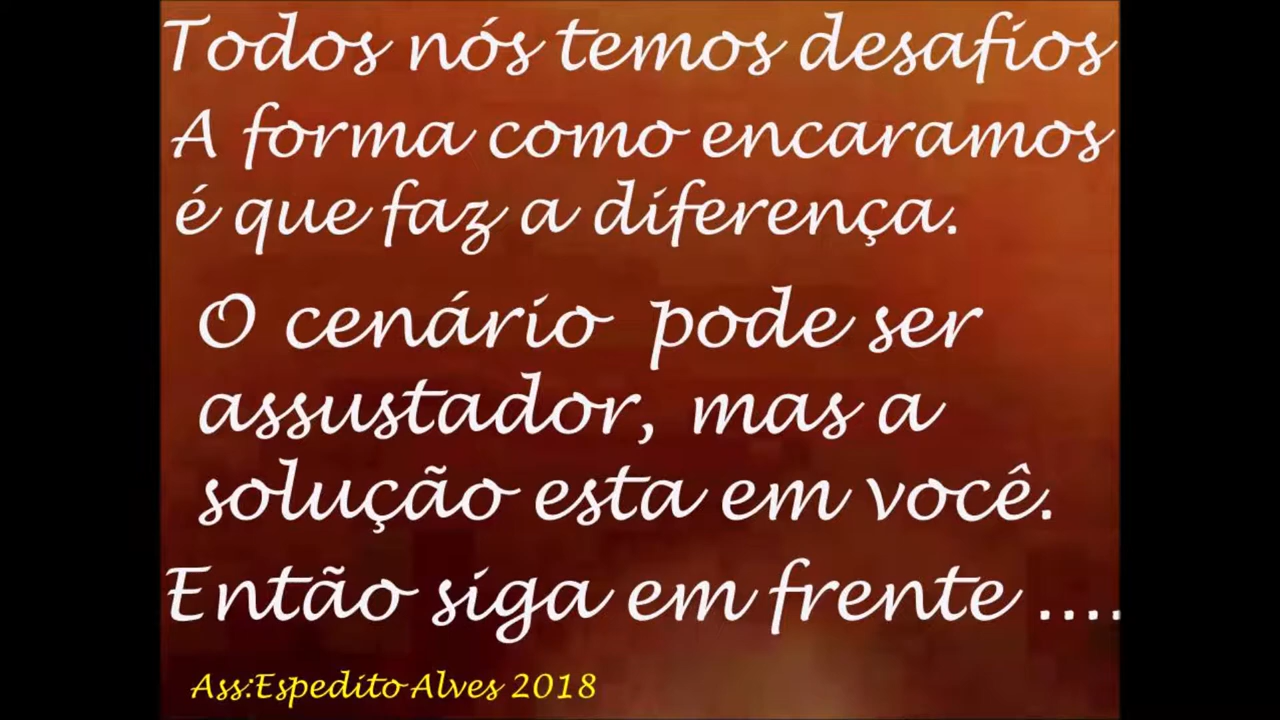 Todos nós temos desafios
A forma como encaramos
é que faz a diferença.
O cenário pode ser
assustador, mas a
solução esta em você.
Então siga em frente ....
Ass:Espedito Alves 2018